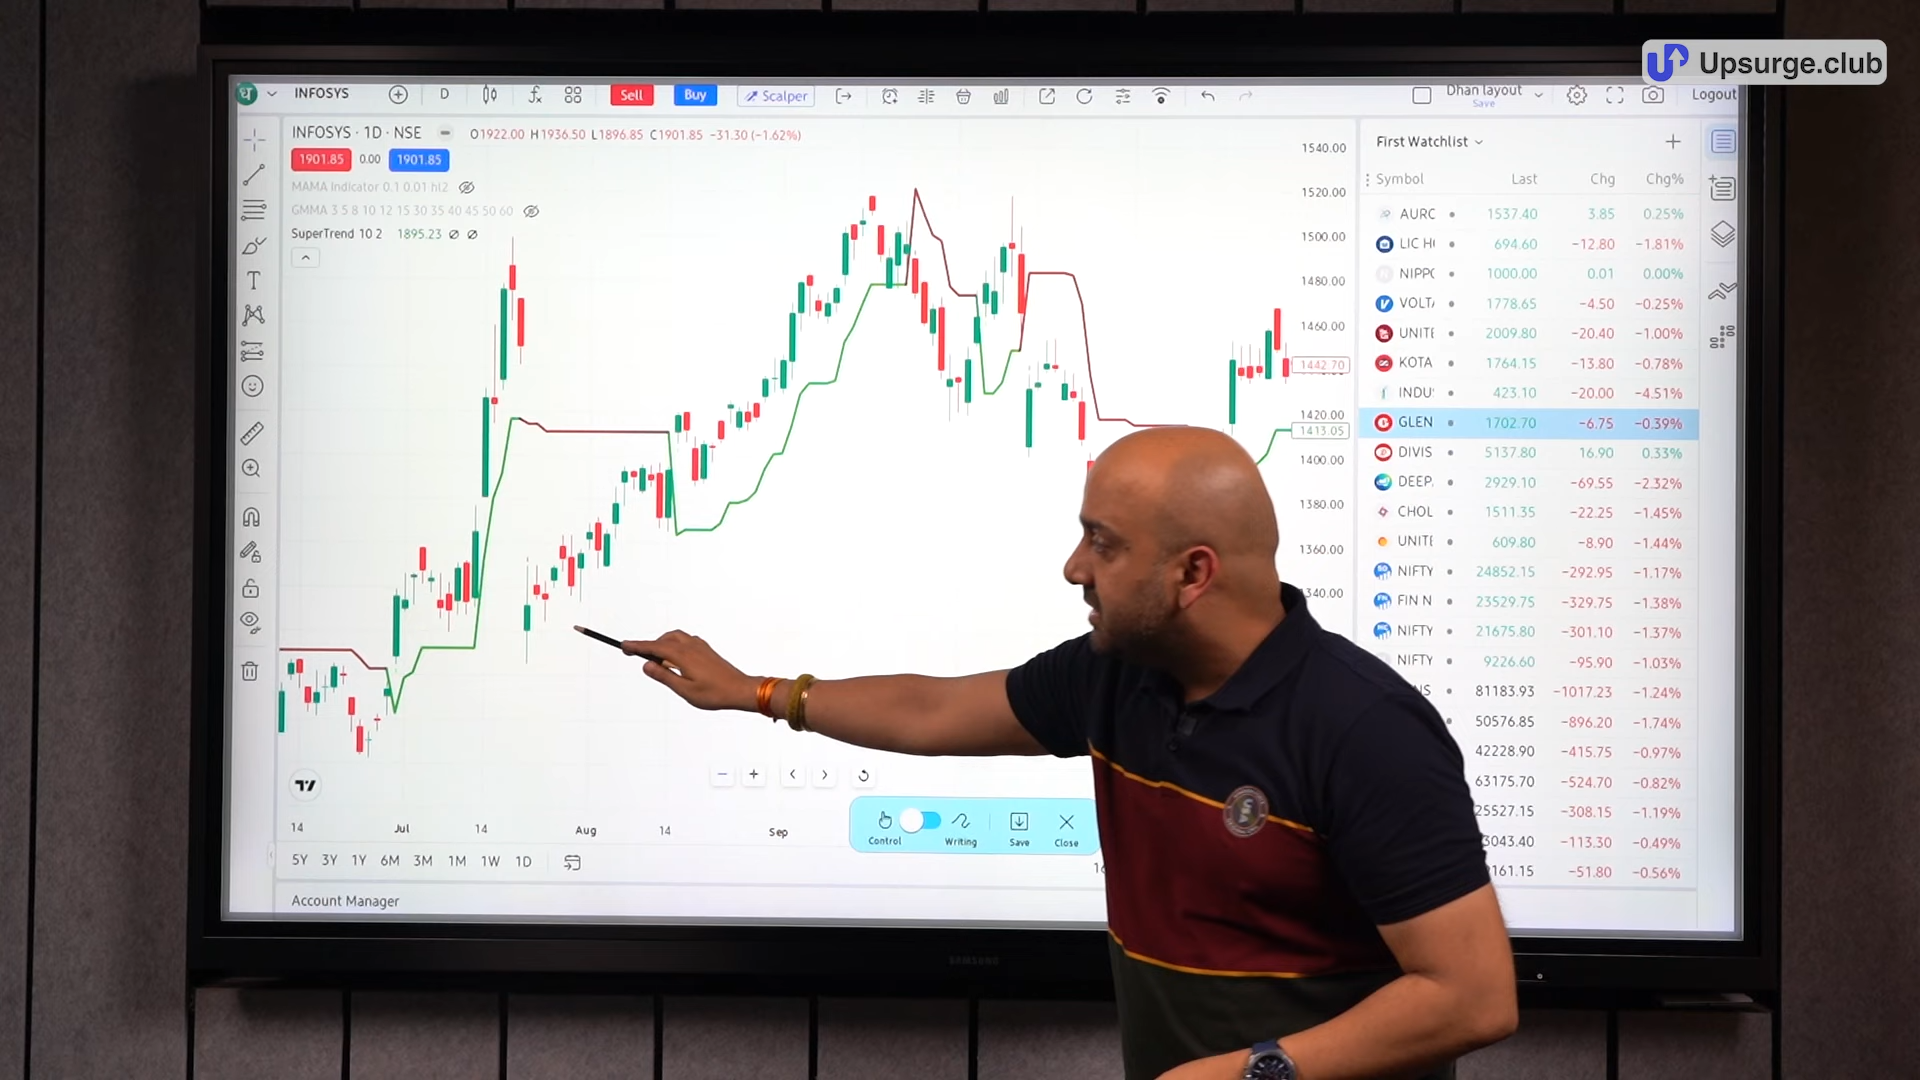 Upsurge.club
ध INFOSYS D Sell Buy Scalper Dhan layout Save Logout
INFOSYS · 1D · NSE O1922.00 H1936.50 L1896.85 C1901.85 −31.30 (−1.62%)
1901.85 0.00 1901.85
MAMA Indicator 0.1 0.01 hl2
GMMA 3 5 8 10 12 15 30 35 40 45 50 60
SuperTrend 10 2 1895.23
1540.00
1520.00
1500.00
1480.00
1460.00
1442.70
1420.00
1413.05
1400.00
1380.00
1360.00
1340.00
First Watchlist
Symbol Last Chg Chg%
AURC 1537.40 3.85 0.25%
LIC H 694.60 −12.80 −1.81%
NIPP 1000.00 0.01 0.00%
VOLT 1778.65 −4.50 −0.25%
UNITE 2009.80 −20.40 −1.00%
KOTA 1764.15 −13.80 −0.78%
INDU 423.10 −20.00 −4.51%
GLEN 1702.70 −6.75 −0.39%
DIVIS 5137.80 16.90 0.33%
DEEP 2929.10 −69.55 −2.32%
CHOL 1511.35 −22.25 −1.45%
UNITE 609.80 −8.90 −1.44%
NIFTY 24852.15 −292.95 −1.17%
FIN N 23529.75 −329.75 −1.38%
NIFTY 21675.80 −301.10 −1.37%
NIFTY 9226.60 −95.90 −1.03%
81183.93 −1017.23 −1.24%
50576.85 −896.20 −1.74%
42228.90 −415.75 −0.97%
63175.70 −524.70 −0.82%
25527.15 −308.15 −1.19%
3043.40 −113.30 −0.49%
161.15 −51.80 −0.56%
14 Jul 14 Aug 14 Sep
Control Writing Save Close
5Y 3Y 1Y 6M 3M 1M 1W 1D
Account Manager
SAMSUNG